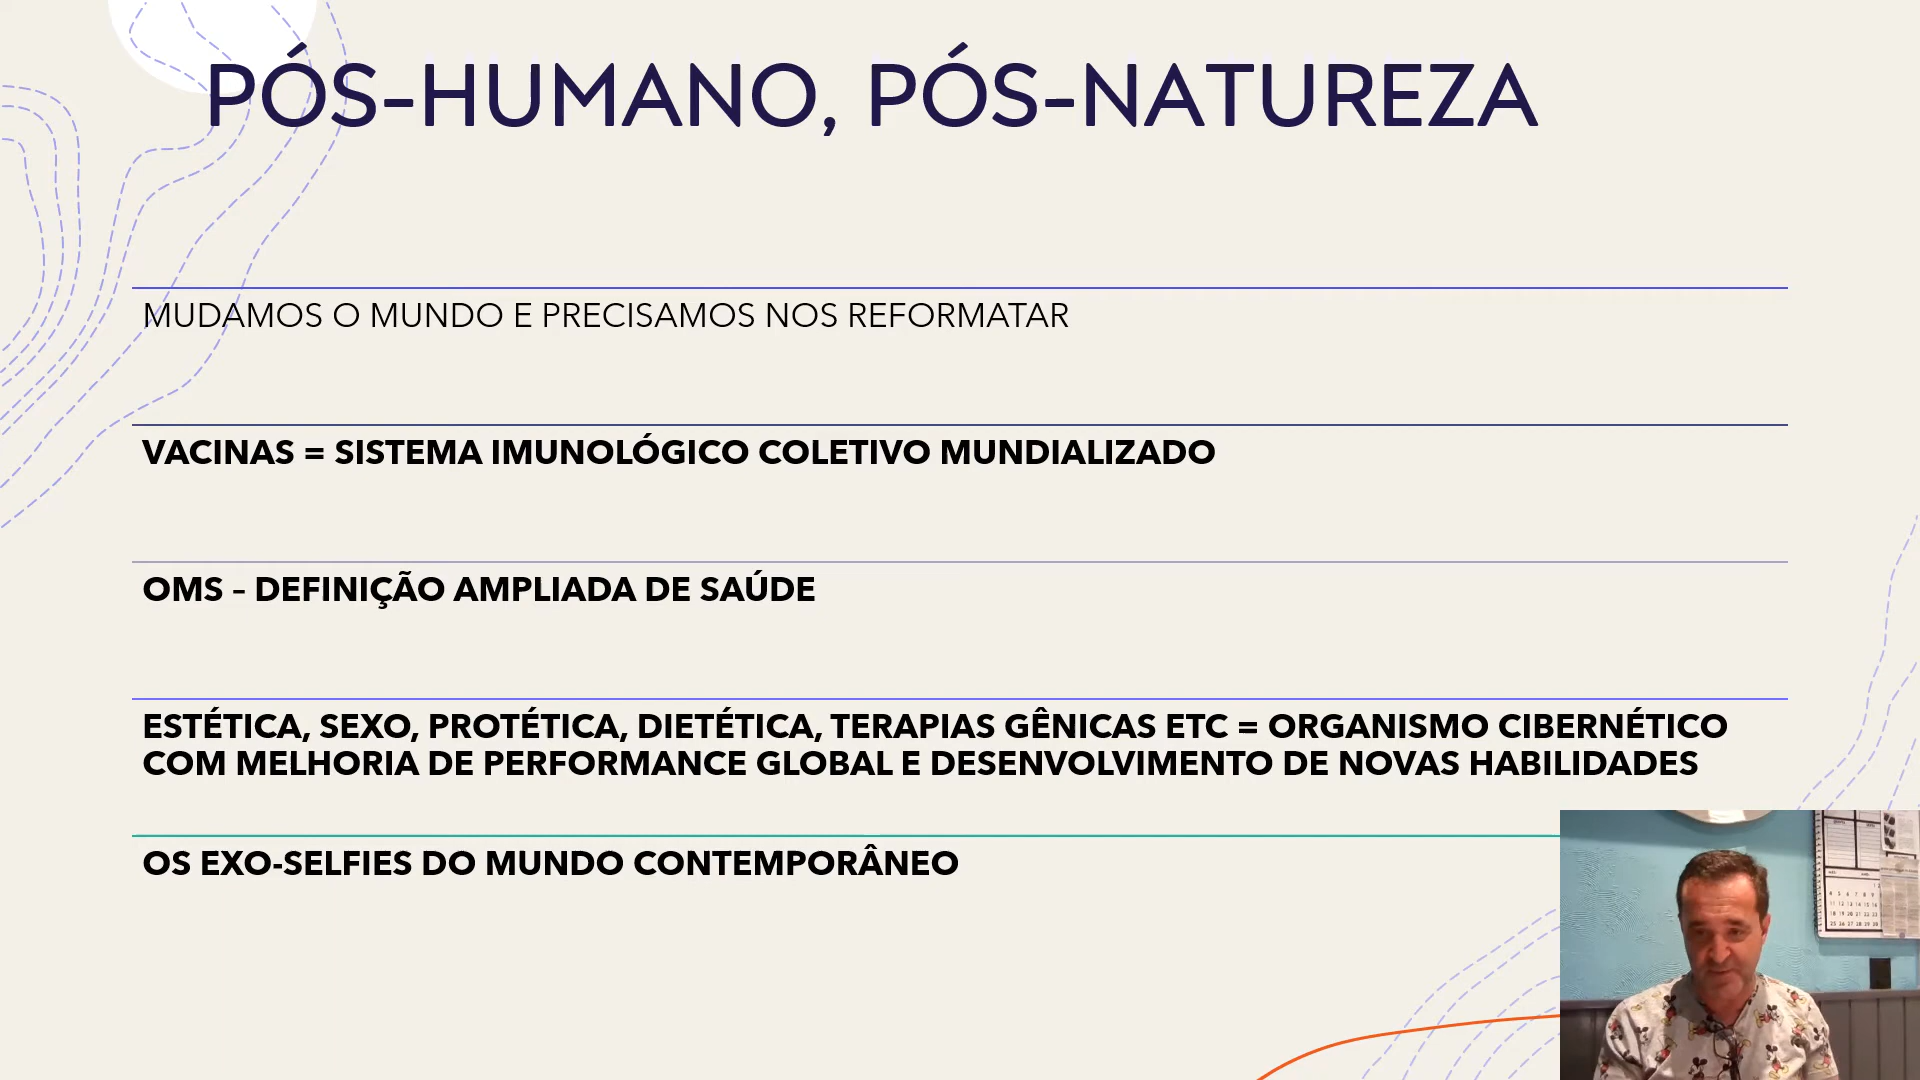 PÓS-HUMANO, PÓS-NATUREZA
MUDAMOS O MUNDO E PRECISAMOS NOS REFORMATAR
VACINAS = SISTEMA IMUNOLÓGICO COLETIVO MUNDIALIZADO
OMS – DEFINIÇÃO AMPLIADA DE SAÚDE
ESTÉTICA, SEXO, PROTÉTICA, DIETÉTICA, TERAPIAS GÊNICAS ETC = ORGANISMO CIBERNÉTICO
COM MELHORIA DE PERFORMANCE GLOBAL E DESENVOLVIMENTO DE NOVAS HABILIDADES
OS EXO-SELFIES DO MUNDO CONTEMPORÂNEO